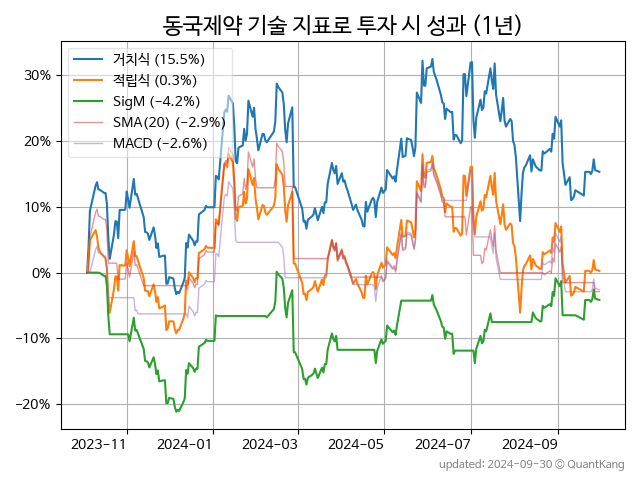 동국제약 기술 지표로 투자 시 성과 (1년)
거치식 (15.5%)
적립식 (0.3%)
SigM (−4.2%)
SMA(20) (−2.9%)
MACD (−2.6%)
30%
20%
10%
0%
−10%
−20%
2023-11
2024-01
2024-03
2024-05
2024-07
2024-09
updated: 2024-09-30 © QuantKang